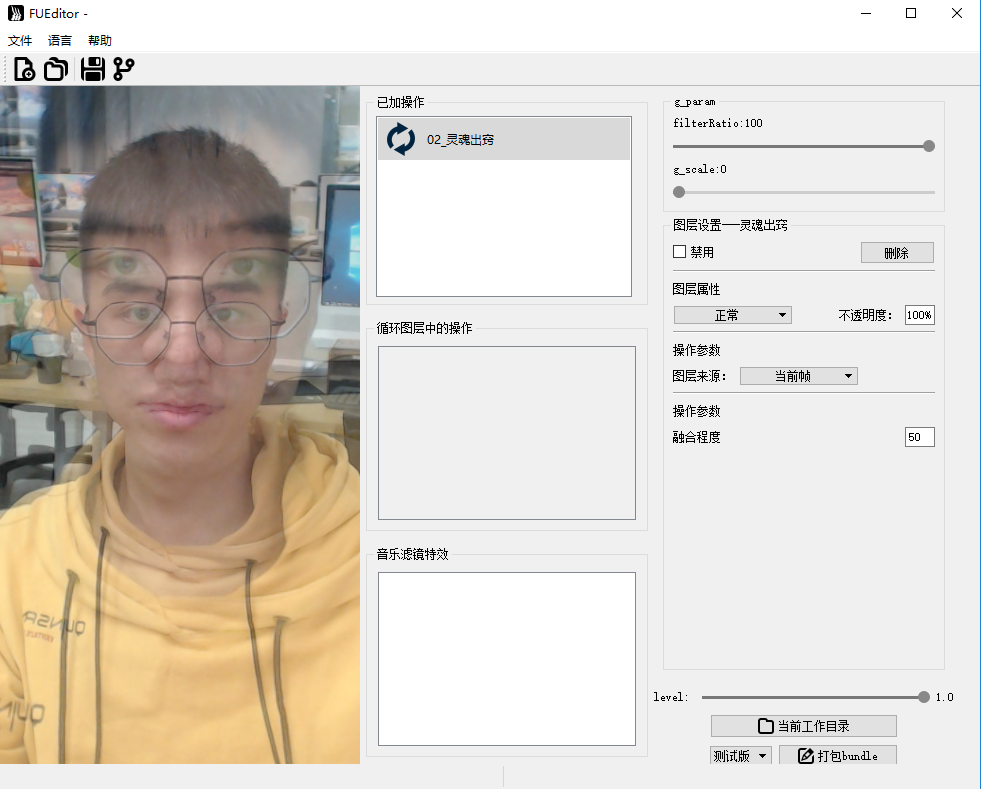 FUEditor -
文件 语言 帮助
已加操作
02_灵魂出窍
循环图层中的操作
音乐滤镜特效
g_param
filterRatio:100
g_scale:0
图层设置——灵魂出窍
禁用 删除
图层属性
正常 不透明度： 100%
操作参数
图层来源： 当前帧
操作参数
融合程度 50
level: 1.0
当前工作目录
测试版 打包bundle